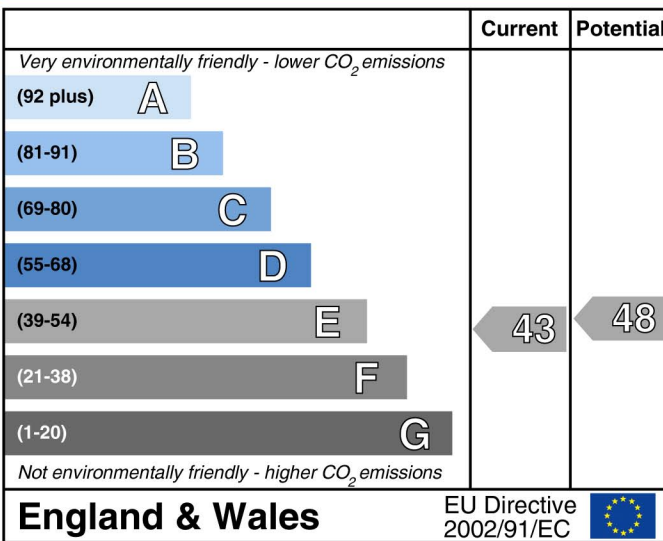 Current Potential
Very environmentally friendly - lower CO2 emissions
(92 plus) A
(81-91) B
(69-80) C
(55-68) D
(39-54) E 43 48
(21-38) F
(1-20) G
Not environmentally friendly - higher CO2 emissions
England & Wales
EU Directive
2002/91/EC